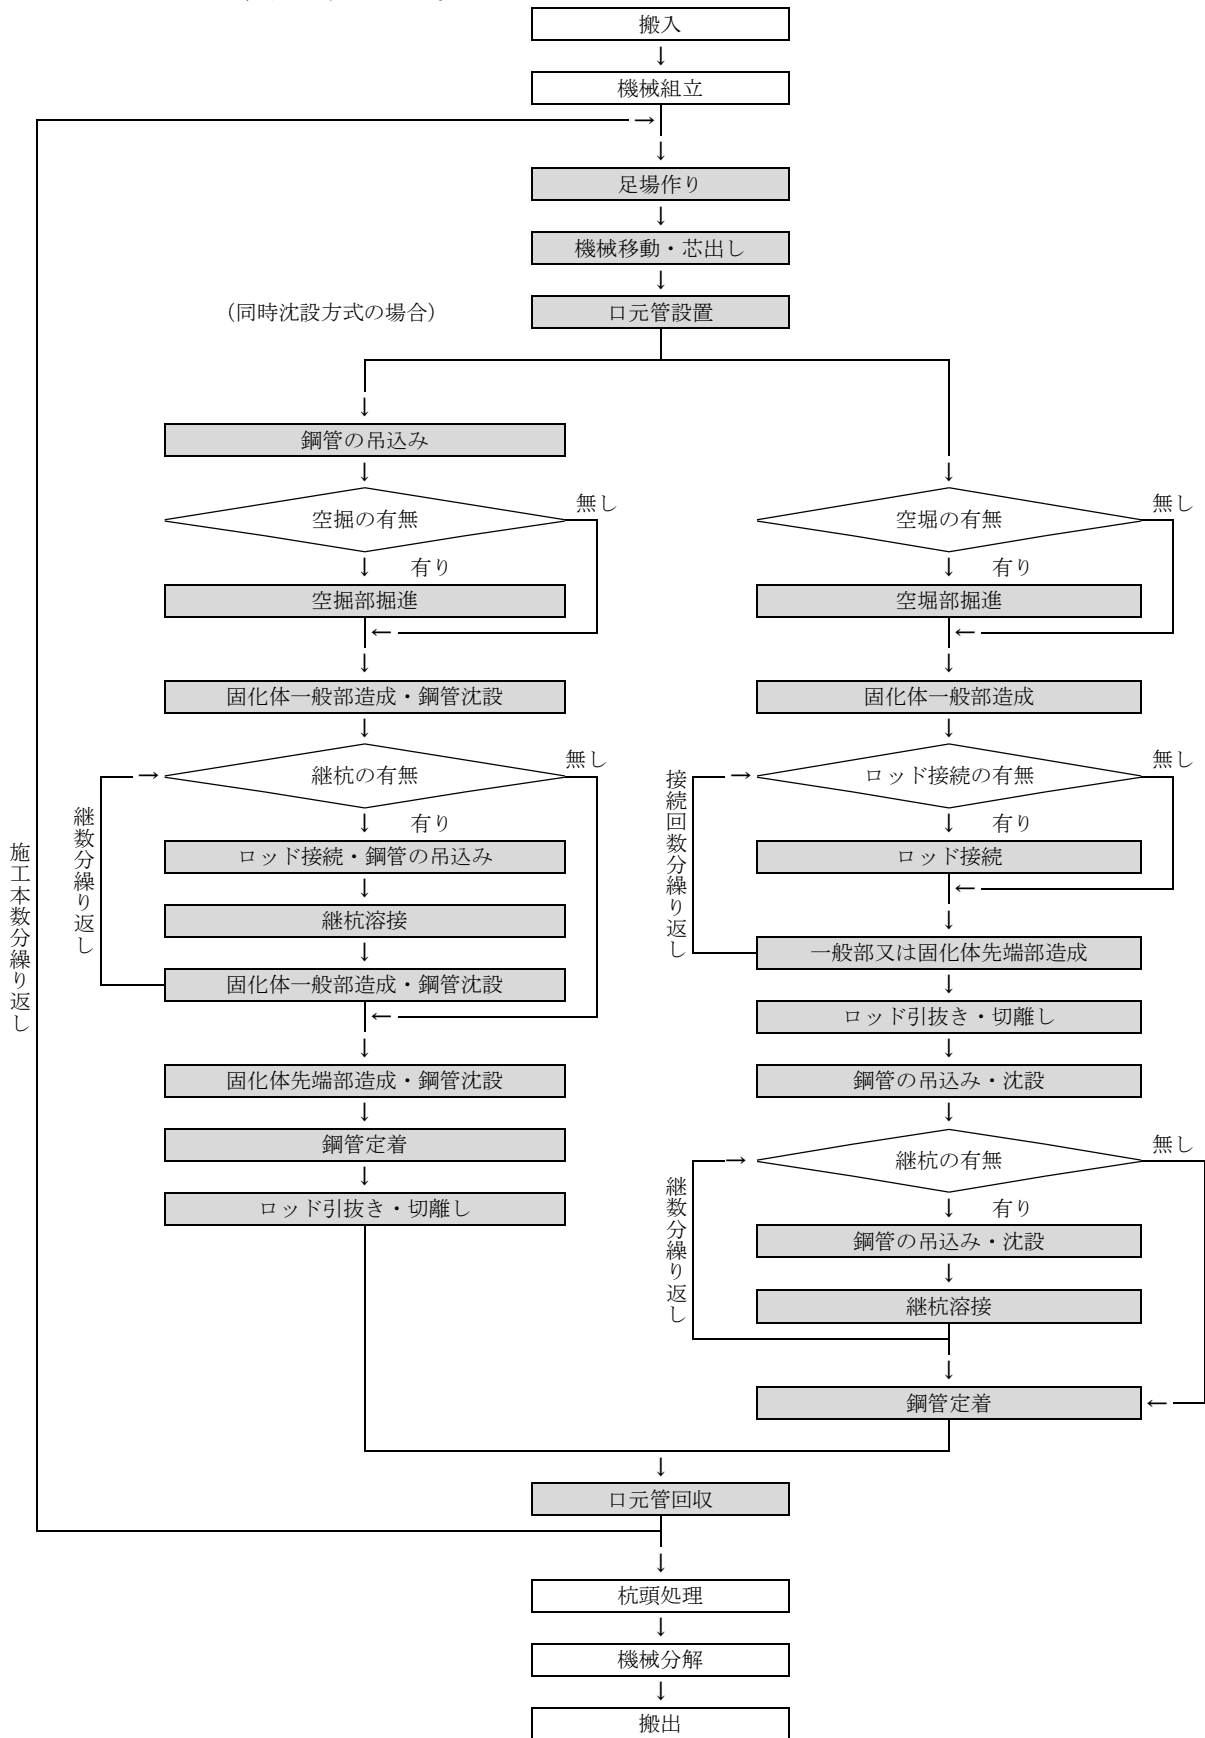 搬入
↓
機械組立
→
↓
足場作り
↓
機械移動・芯出し
↓
（同時沈設方式の場合）
口元管設置
↓
鋼管の吊込み
↓
空掘の有無
無し
↓ 有り
空掘部掘進
←
↓
固化体一般部造成・鋼管沈設
↓
→
継杭の有無
無し
↓ 有り
ロッド接続・鋼管の吊込み
↓
継杭溶接
↓
固化体一般部造成・鋼管沈設
←
↓
固化体先端部造成・鋼管沈設
↓
鋼管定着
↓
ロッド引抜き・切離し
継数分繰り返し
施工本数分繰り返し
↓
空堀の有無
無し
↓ 有り
空堀部掘進
←
↓
固化体一般部造成
↓
→
ロッド接続の有無
無し
↓ 有り
ロッド接続
←
↓
一般部又は固化体先端部造成
接続回数分繰り返し
↓
ロッド引抜き・切離し
↓
鋼管の吊込み・沈設
↓
→
継杭の有無
無し
↓ 有り
鋼管の吊込み・沈設
↓
継杭溶接
継数分繰り返し
↓
鋼管定着
←
↓
口元管回収
↓
杭頭処理
↓
機械分解
↓
搬出